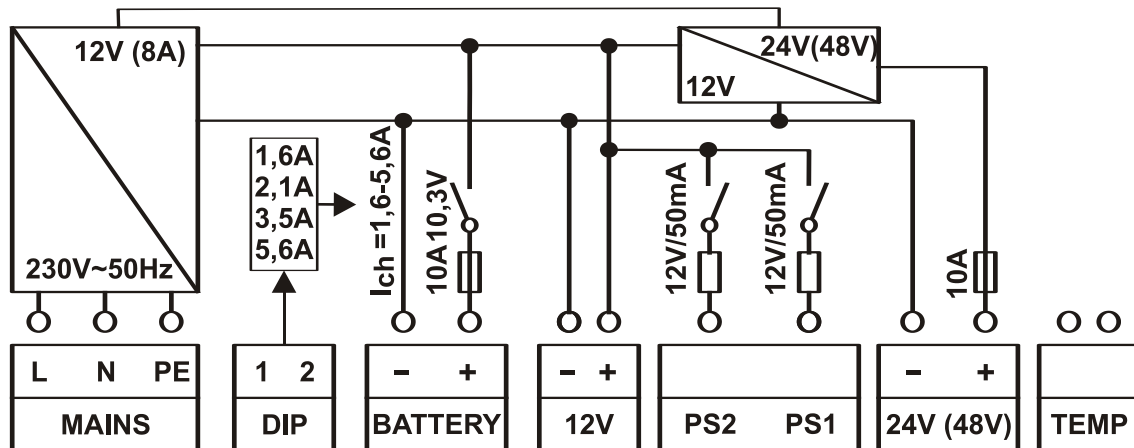 12V (8A)
230V~50Hz
24V(48V)
12V
1,6A
2,1A
3,5A
5,6A
Ich =1,6-5,6A
10A 10,3V
12V/50mA
12V/50mA
10A
L N PE
MAINS
1 2
DIP
- +
BATTERY
- +
12V
PS2 PS1
- +
24V (48V)
TEMP